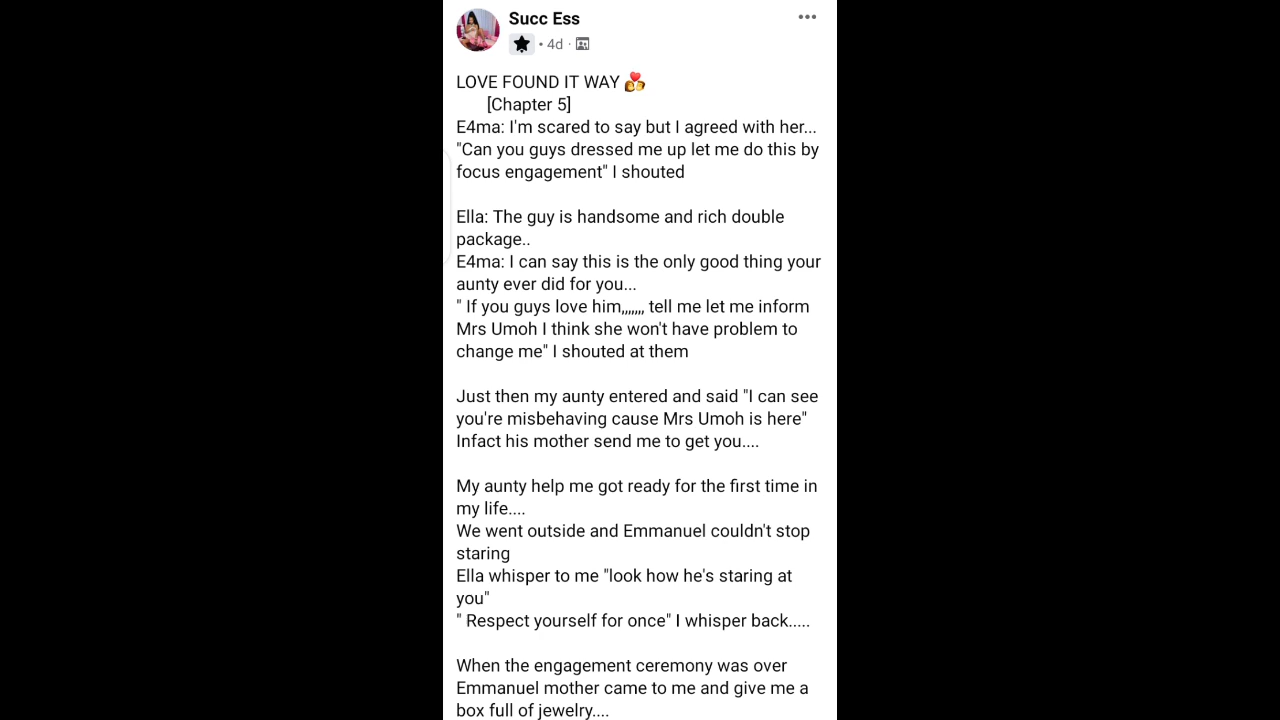 Succ Ess
• 4d ·
LOVE FOUND IT WAY 💏
[Chapter 5]
E4ma: I'm scared to say but I agreed with her...
"Can you guys dressed me up let me do this by
focus engagement" I shouted
Ella: The guy is handsome and rich double
package..
E4ma: I can say this is the only good thing your
aunty ever did for you...
" If you guys love him,,,,,,, tell me let me inform
Mrs Umoh I think she won't have problem to
change me" I shouted at them
Just then my aunty entered and said "I can see
you're misbehaving cause Mrs Umoh is here"
Infact his mother send me to get you....
My aunty help me got ready for the first time in
my life....
We went outside and Emmanuel couldn't stop
staring
Ella whisper to me "look how he's staring at
you"
" Respect yourself for once" I whisper back.....
When the engagement ceremony was over
Emmanuel mother came to me and give me a
box full of jewelry....